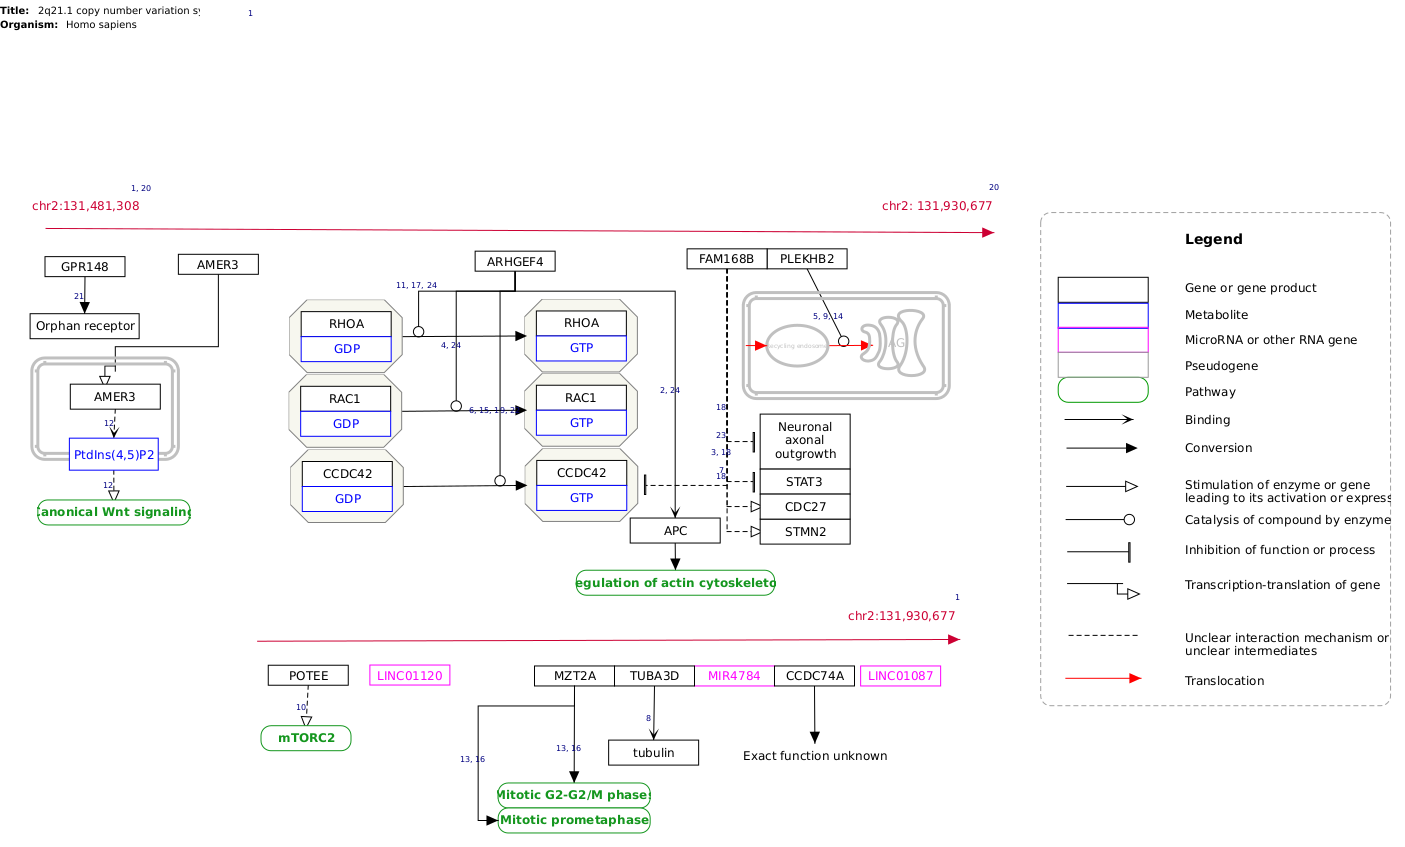 Title: 2q21.1 copy number variation
1
Organism: Homo sapiens
1, 20
20
chr2:131,481,308
chr2: 131,930,677
GPR148
AMER3
ARHGEF4
FAM168B
PLEKHB2
21
11, 17, 24
Orphan receptor
RHOA
GDP
RHOA
GTP
5, 9, 14
4, 24
AG
AMER3
RAC1
GDP
RAC1
GTP
2, 24
18
12
23
3, 13
7
18
Neuronal
axonal
outgrowth
STAT3
CDC27
STMN2
PtdIns(4,5)P2
12
CCDC42
GDP
CCDC42
GTP
Canonical Wnt signaling
APC
egulation of actin cytoskeleto
1
chr2:131,930,677
POTEE
LINC01120
MZT2A
TUBA3D
MIR4784
CCDC74A
LINC01087
10
mTORC2
8
13, 16
13, 16
tubulin
Exact function unknown
Mitotic G2-G2/M phases
Mitotic prometaphase
Legend
Gene or gene product
Metabolite
MicroRNA or other RNA gene
Pseudogene
Pathway
Binding
Conversion
Stimulation of enzyme or gene
leading to its activation or express
Catalysis of compound by enzyme
Inhibition of function or process
Transcription-translation of gene
Unclear interaction mechanism or
unclear intermediates
Translocation